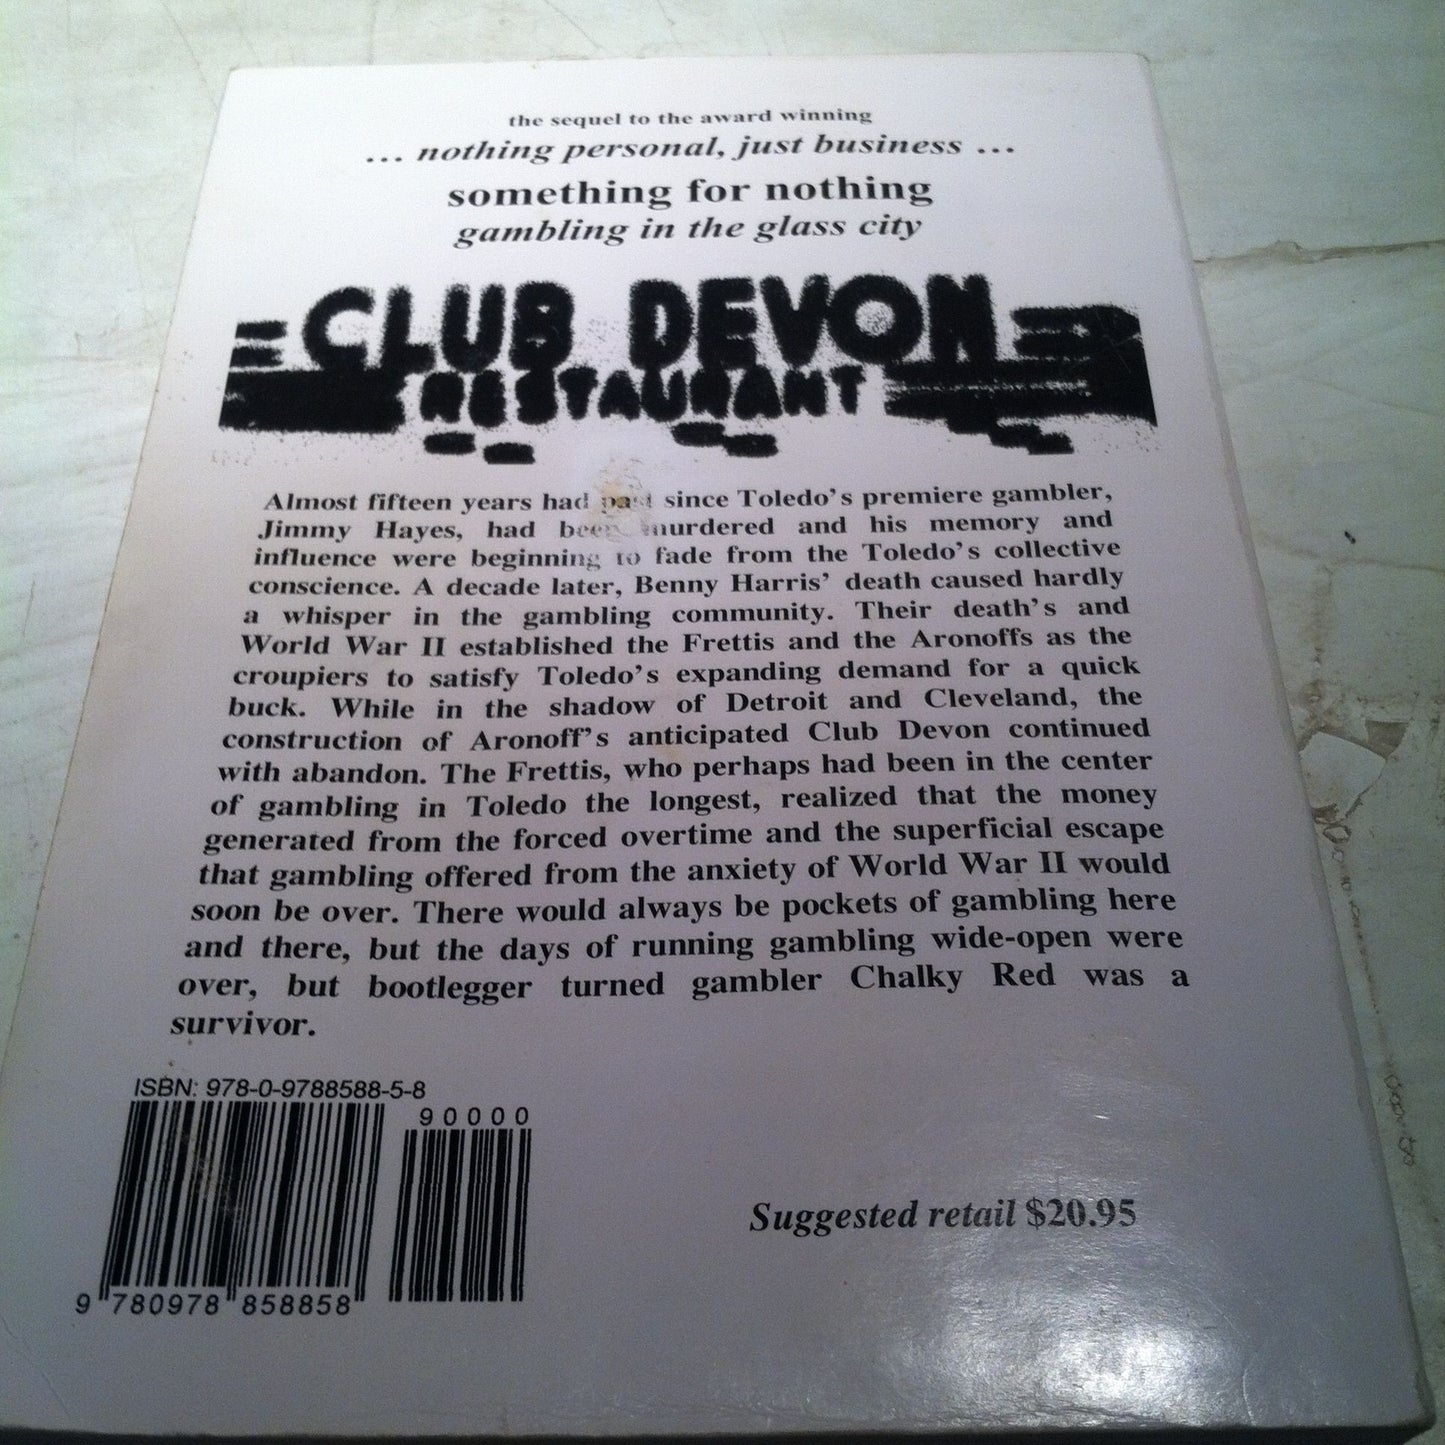 the sequel to the award winning
... nothing personal, just business ...
something for nothing
gambling in the glass city
CLUB DEVON
RESTAURANT
Almost fifteen years had past since Toledo's premiere gambler,
Jimmy Hayes, had been murdered and his memory and
influence were beginning to fade from the Toledo's collective
conscience. A decade later, Benny Harris' death caused hardly
a whisper in the gambling community. Their death's and
World War II established the Frettis and the Aronoffs as the
croupiers to satisfy Toledo's expanding demand for a quick
buck. While in the shadow of Detroit and Cleveland, the
construction of Aronoff's anticipated Club Devon continued
with abandon. The Frettis, who perhaps had been in the center
of gambling in Toledo the longest, realized that the money
generated from the forced overtime and the superficial escape
that gambling offered from the anxiety of World War II would
soon be over. There would always be pockets of gambling here
and there, but the days of running gambling wide-open were
over, but bootlegger turned gambler Chalky Red was a
survivor.
ISBN: 978-0-9788588-5-8
90000
9 780978 858858
Suggested retail $20.95